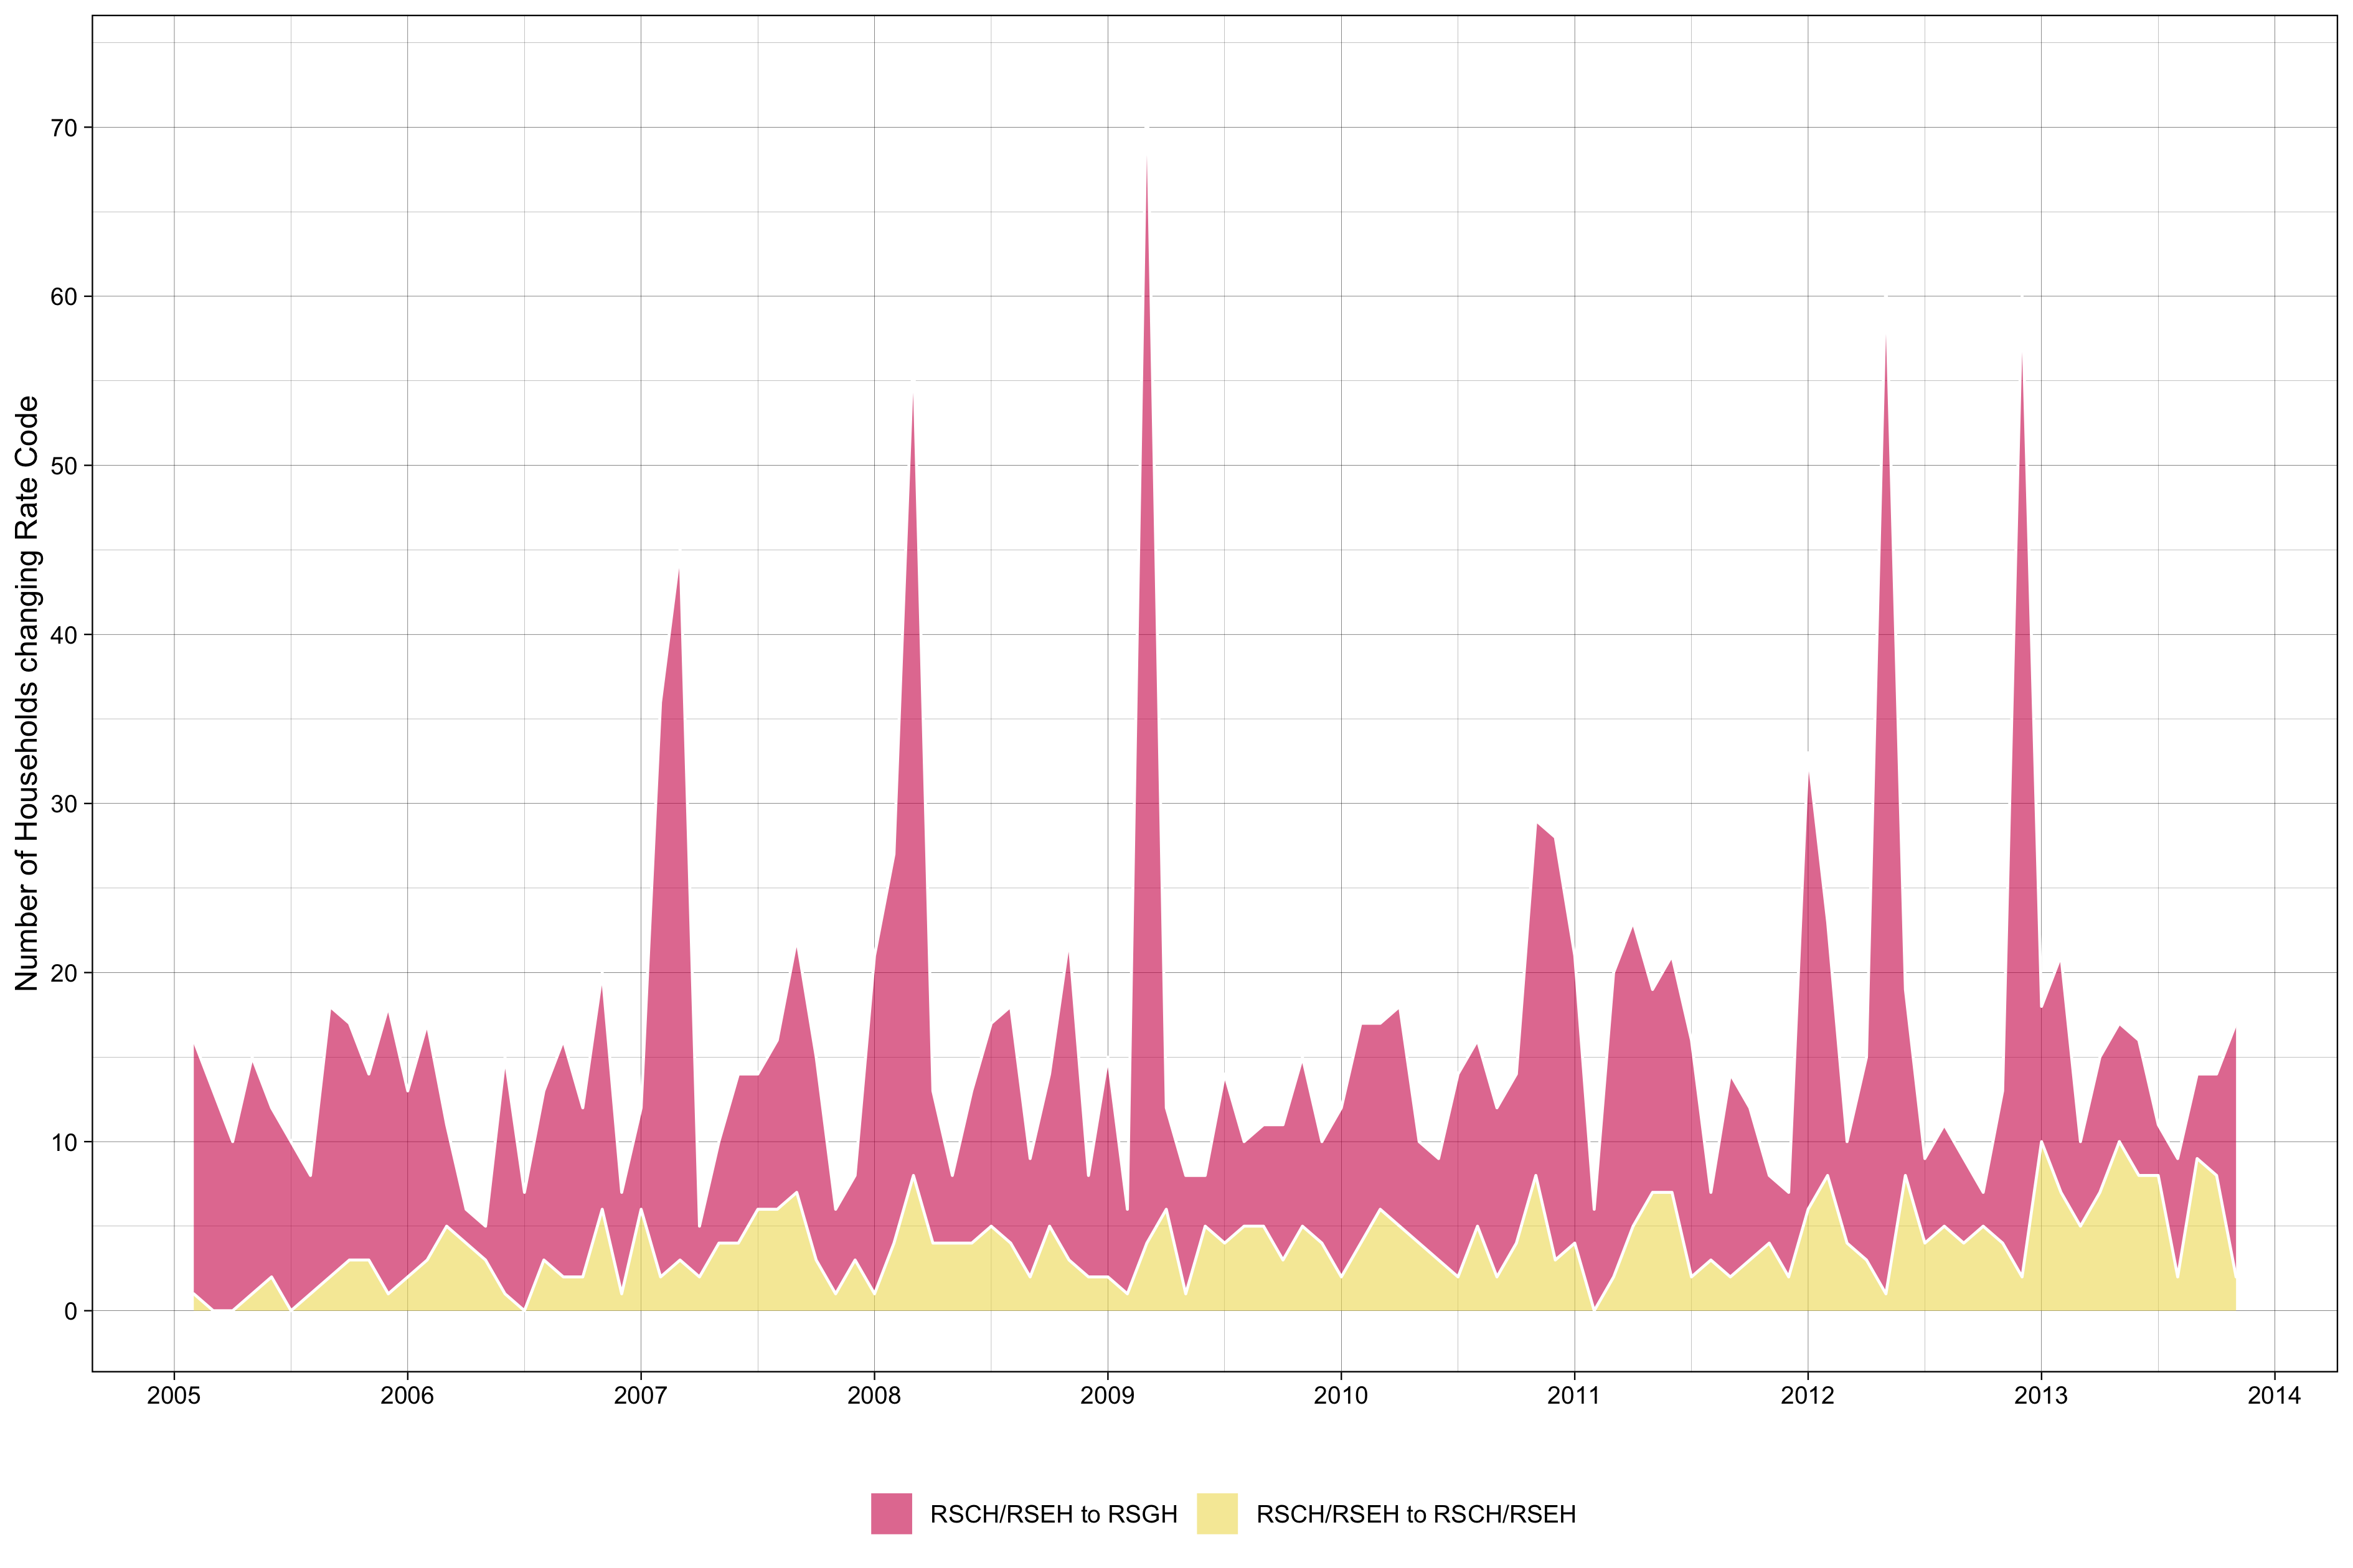 Number of Households changing Rate Code
70
60
50
40
30
20
10
0
2005 2006 2007 2008 2009 2010 2011 2012 2013 2014
RSCH/RSEH to RSGH RSCH/RSEH to RSCH/RSEH